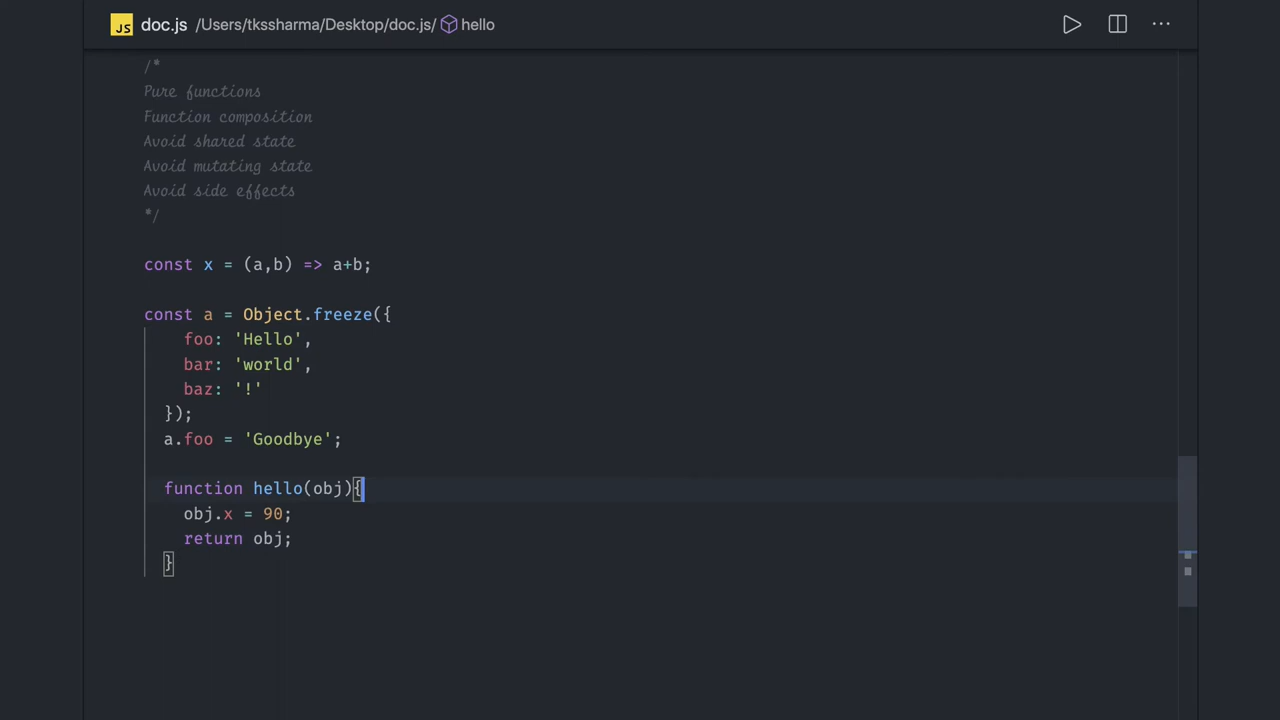 JS doc.js /Users/tkssharma/Desktop/doc.js/ hello
/*
Pure functions
Function composition
Avoid shared state
Avoid mutating state
Avoid side effects
*/
const x = (a,b) => a+b;
const a = Object.freeze({
foo: 'Hello',
bar: 'world',
baz: '!'
});
a.foo = 'Goodbye';
function hello(obj){
obj.x = 90;
return obj;
}